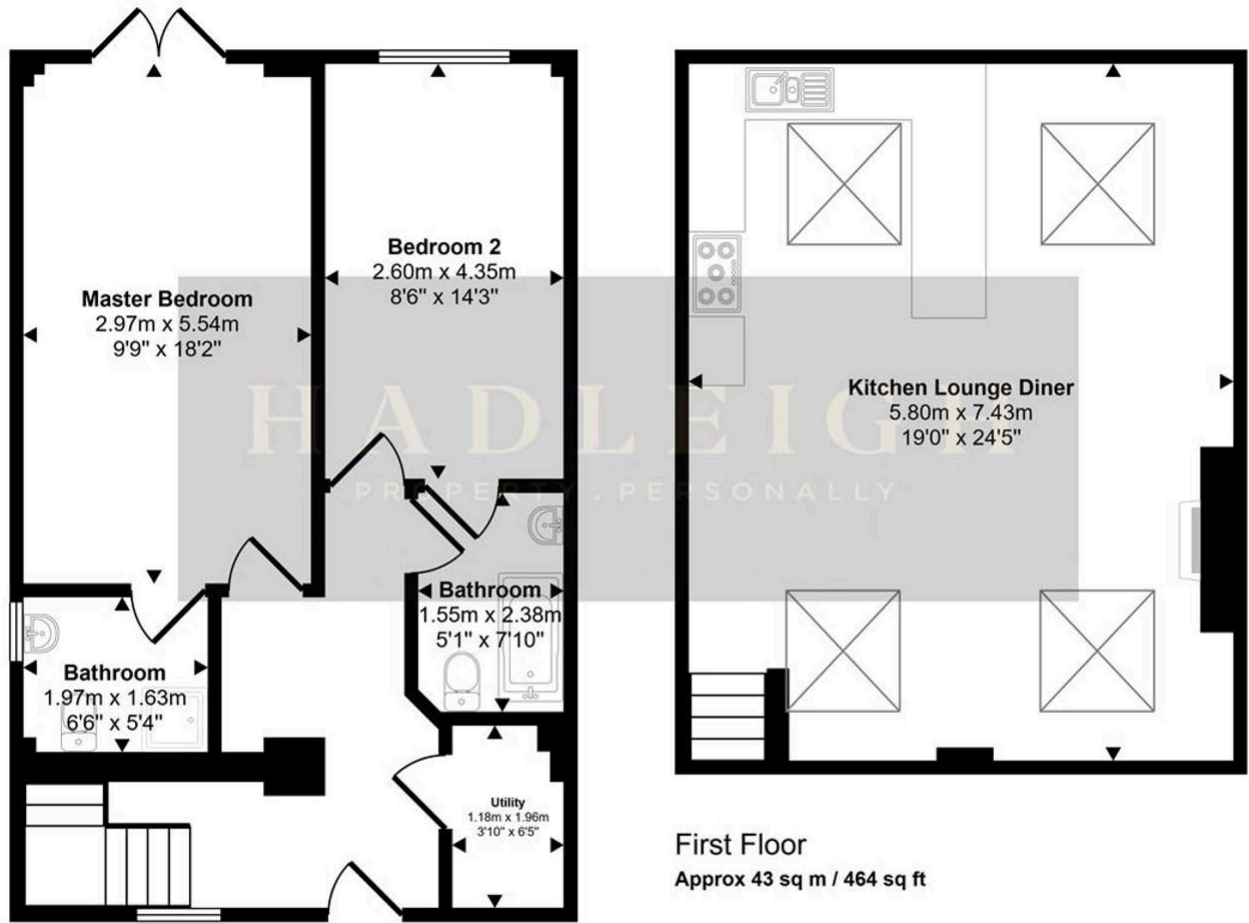 Master Bedroom
2.97m x 5.54m
9'9" x 18'2"
Bedroom 2
2.60m x 4.35m
8'6" x 14'3"
Bathroom
1.97m x 1.63m
6'6" x 5'4"
Bathroom
1.55m x 2.38m
5'1" x 7'10"
Utility
1.18m x 1.96m
3'10" x 6'5"
Kitchen Lounge Diner
5.80m x 7.43m
19'0" x 24'5"
HADLEIGH
PROPERTY. PERSONALLY
First Floor
Approx 43 sq m / 464 sq ft